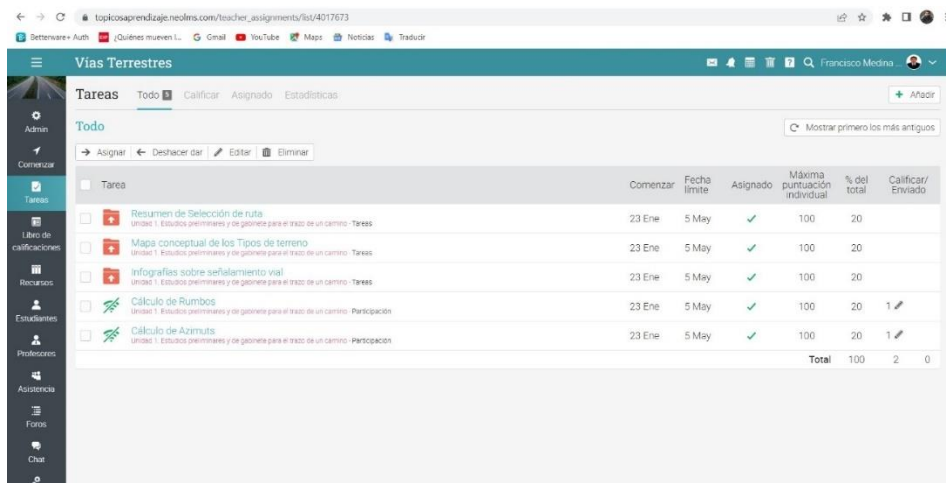 topicosaprendizaje.neolms.com/teacher_assignments/list/4017673
Betterware+ Auth ¿Quiénes mueven l... Gmail YouTube Maps Noticias Traducir
Vías Terrestres Francisco Medina ...
Tareas Todo 5 Calificar Asignado Estadísticas + Añadir
Todo Mostrar primero los más antiguos
Asignar Deshacer dar Editar Eliminar
Tarea Comenzar Fecha límite Asignado Máxima puntuación individual % del total Calificar/ Enviado
Resumen de Selección de ruta 23 Ene 5 May 100 20
Unidad 1. Estudios preliminares y de gabinete para el trazo de un camino - Tareas
Mapa conceptual de los Tipos de terreno 23 Ene 5 May 100 20
Unidad 1. Estudios preliminares y de gabinete para el trazo de un camino - Tareas
Infografías sobre señalamiento vial 23 Ene 5 May 100 20
Unidad 1. Estudios preliminares y de gabinete para el trazo de un camino - Tareas
Cálculo de Rumbos 23 Ene 5 May 100 20 1
Unidad 1. Estudios preliminares y de gabinete para el trazo de un camino - Participación
Cálculo de Azimuts 23 Ene 5 May 100 20 1
Unidad 1. Estudios preliminares y de gabinete para el trazo de un camino - Participación
Total 100 2 0
Admin
Comenzar
Tareas
Libro de
calificaciones
Recursos
Estudiantes
Profesores
Asistencia
Foros
Chat